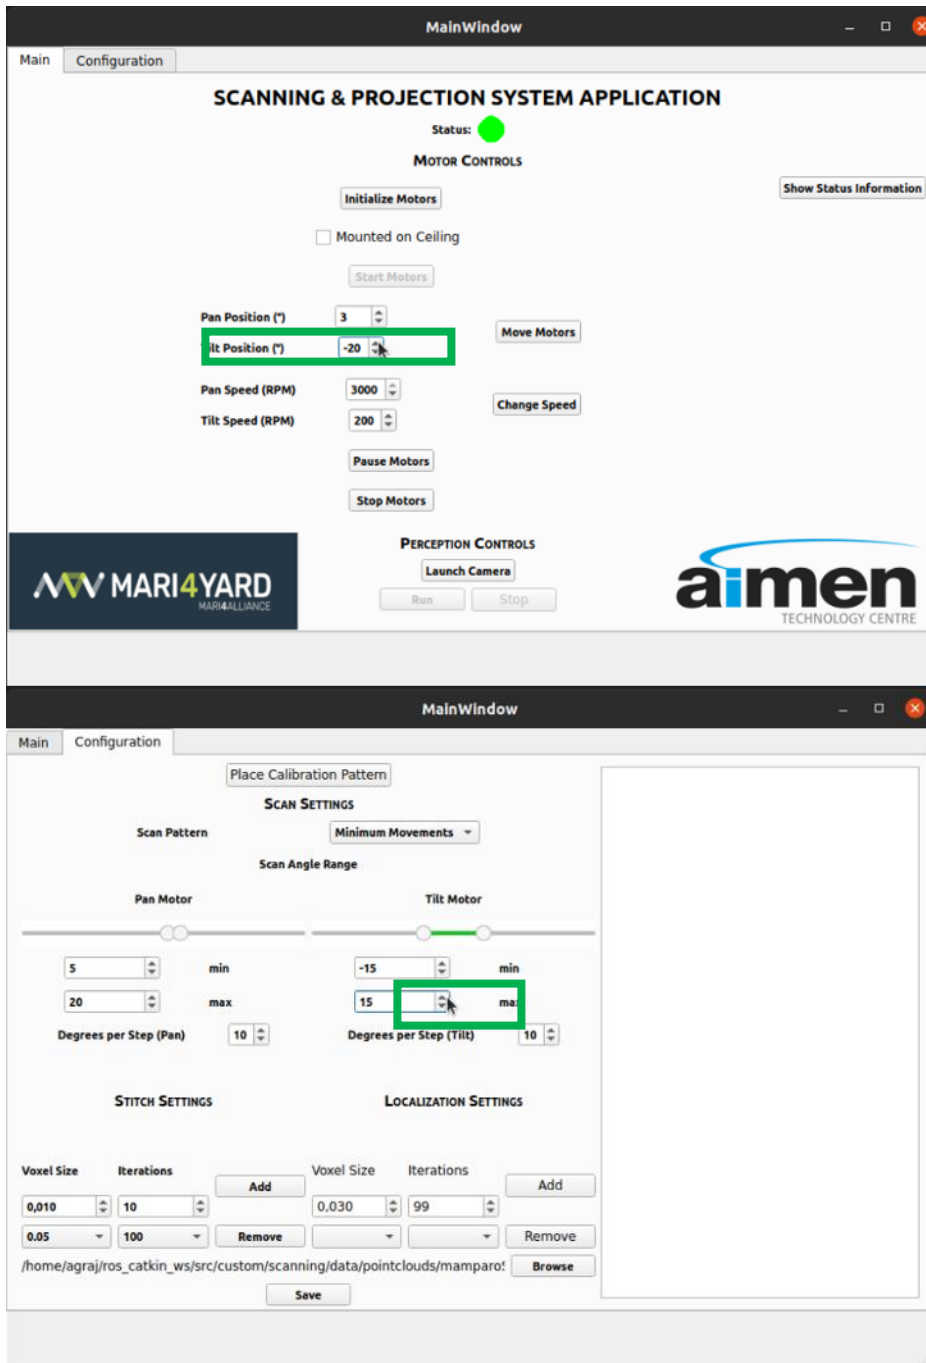 MainWindow
Main Configuration
SCANNING & PROJECTION SYSTEM APPLICATION
Status:
MOTOR CONTROLS
Show Status Information
Initialize Motors
Mounted on Ceiling
Start Motors
Pan Position (°) 3
Move Motors
Tilt Position (°) -20
Pan Speed (RPM) 3000
Change Speed
Tilt Speed (RPM) 200
Pause Motors
Stop Motors
PERCEPTION CONTROLS
Launch Camera
Run Stop
MARI4YARD
MARI4ALLIANCE
aimen
TECHNOLOGY CENTRE
MainWindow
Main Configuration
Place Calibration Pattern
SCAN SETTINGS
Scan Pattern Minimum Movements
Scan Angle Range
Pan Motor Tilt Motor
5 min -15 min
20 max 15 max
Degrees per Step (Pan) 10 Degrees per Step (Tilt) 10
STITCH SETTINGS LOCALIZATION SETTINGS
Voxel Size Iterations Add Voxel Size Iterations Add
0,010 10 0,030 99
0.05 100 Remove Remove
/home/agraj/ros_catkin_ws/src/custom/scanning/data/pointclouds/mamparo Browse
Save